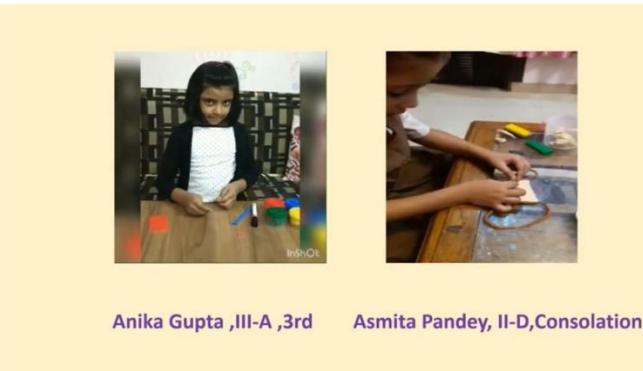 InShOt
Anika Gupta ,III-A ,3rd
Asmita Pandey, II-D,Consolation